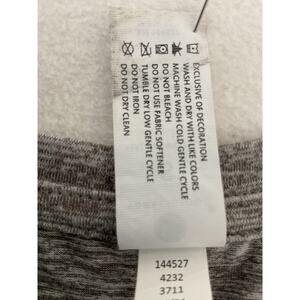 EXCLUSIVE OF DECORATION
WASH AND DRY WITH LIKE COLORS
MACHINE WASH COLD GENTLE CYCLE
DO NOT BLEACH
DO NOT USE FABRIC SOFTENER
TUMBLE DRY LOW GENTLE CYCLE
DO NOT IRON
DO NOT DRY CLEAN
144527
4232
3711